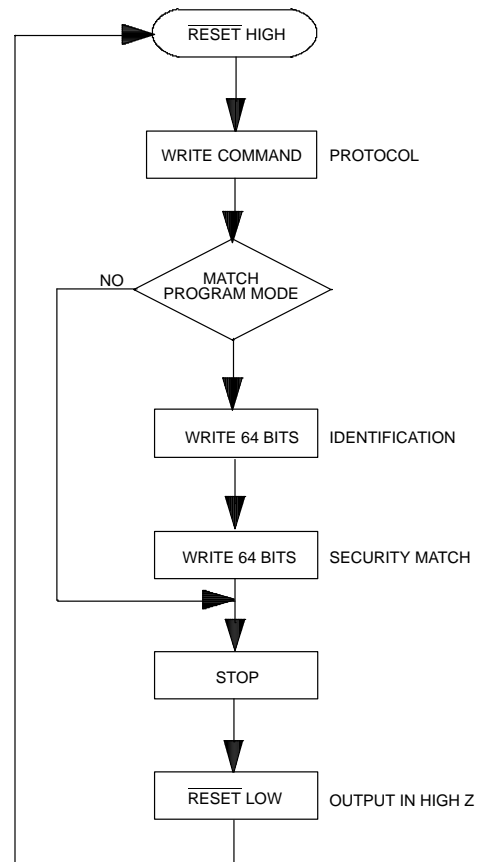 RESET HIGH
WRITE COMMAND PROTOCOL
NO
MATCH
PROGRAM MODE
WRITE 64 BITS IDENTIFICATION
WRITE 64 BITS SECURITY MATCH
STOP
RESET LOW OUTPUT IN HIGH Z